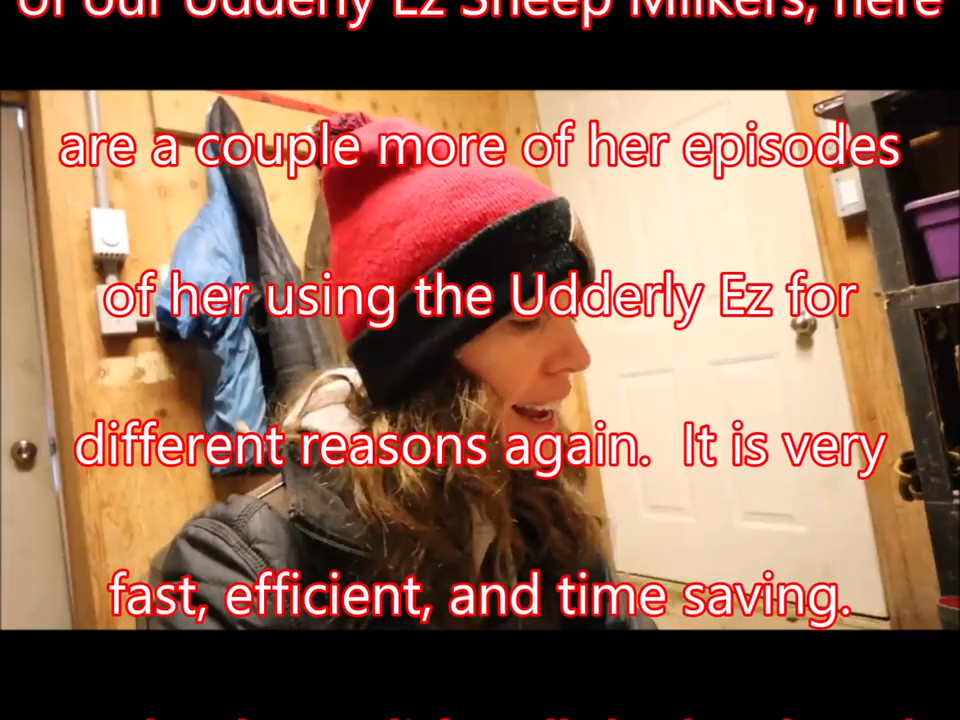 of our Udderly Ez Sheep Milkers, here
are a couple more of her episodes
of her using the Udderly Ez for
different reasons again.  It is very
fast, efficient, and time saving.